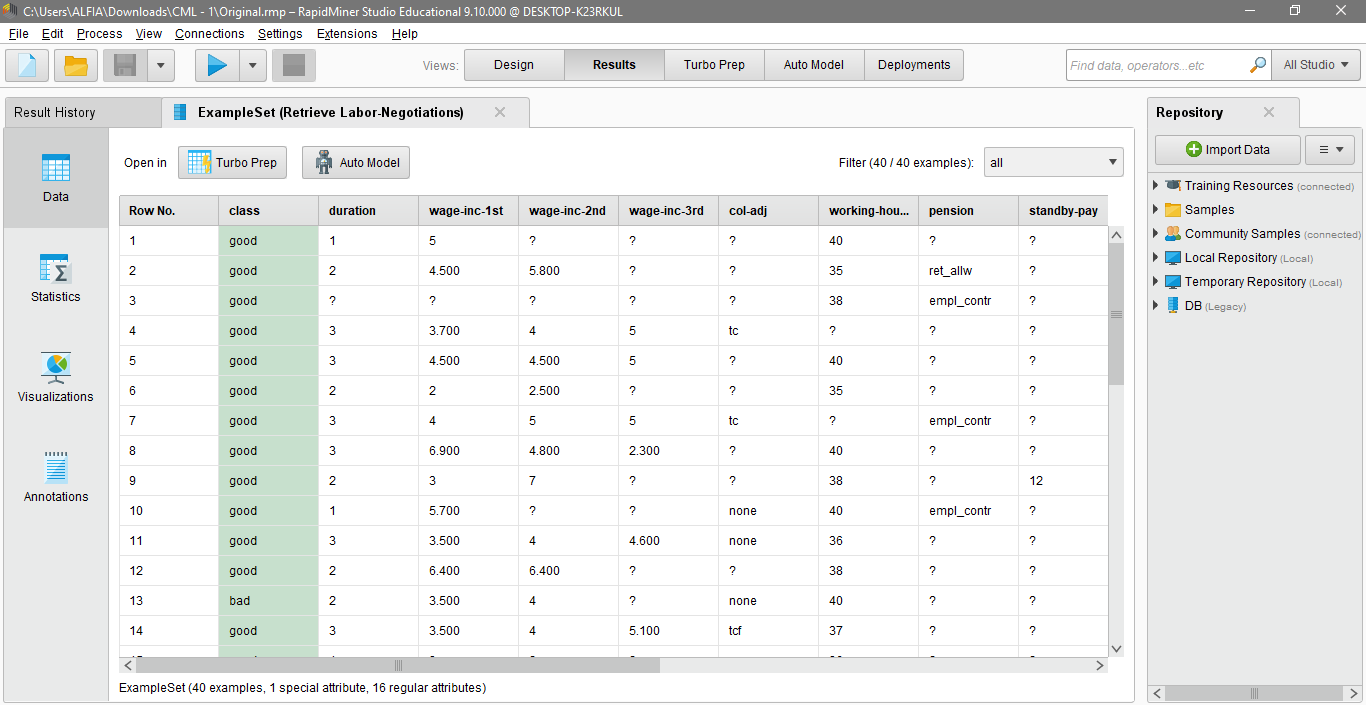 C:\Users\ALFIA\Downloads\CML - 1\Original.rmp – RapidMiner Studio Educational 9.10.000 @ DESKTOP-K23RKUL
File Edit Process View Connections Settings Extensions Help
Views: Design Results Turbo Prep Auto Model Deployments Find data, operators...etc All Studio
Result History ExampleSet (Retrieve Labor-Negotiations)
Data
Statistics
Visualizations
Annotations
Open in Turbo Prep Auto Model Filter (40 / 40 examples): all
Row No. class duration wage-inc-1st wage-inc-2nd wage-inc-3rd col-adj working-hou... pension standby-pay
1 good 1 5 ? ? ? 40 ? ?
2 good 2 4.500 5.800 ? ? 35 ret_allw ?
3 good ? ? ? ? ? 38 empl_contr ?
4 good 3 3.700 4 5 tc ? ? ?
5 good 3 4.500 4.500 5 ? 40 ? ?
6 good 2 2 2.500 ? ? 35 ? ?
7 good 3 4 5 5 tc ? empl_contr ?
8 good 3 6.900 4.800 2.300 ? 40 ? ?
9 good 2 3 7 ? ? 38 ? 12
10 good 1 5.700 ? ? none 40 empl_contr ?
11 good 3 3.500 4 4.600 none 36 ? ?
12 good 2 6.400 6.400 ? ? 38 ? ?
13 bad 2 3.500 4 ? none 40 ? ?
14 good 3 3.500 4 5.100 tcf 37 ? ?
ExampleSet (40 examples, 1 special attribute, 16 regular attributes)
Repository
Import Data
Training Resources (connected)
Samples
Community Samples (connected)
Local Repository (Local)
Temporary Repository (Local)
DB (Legacy)